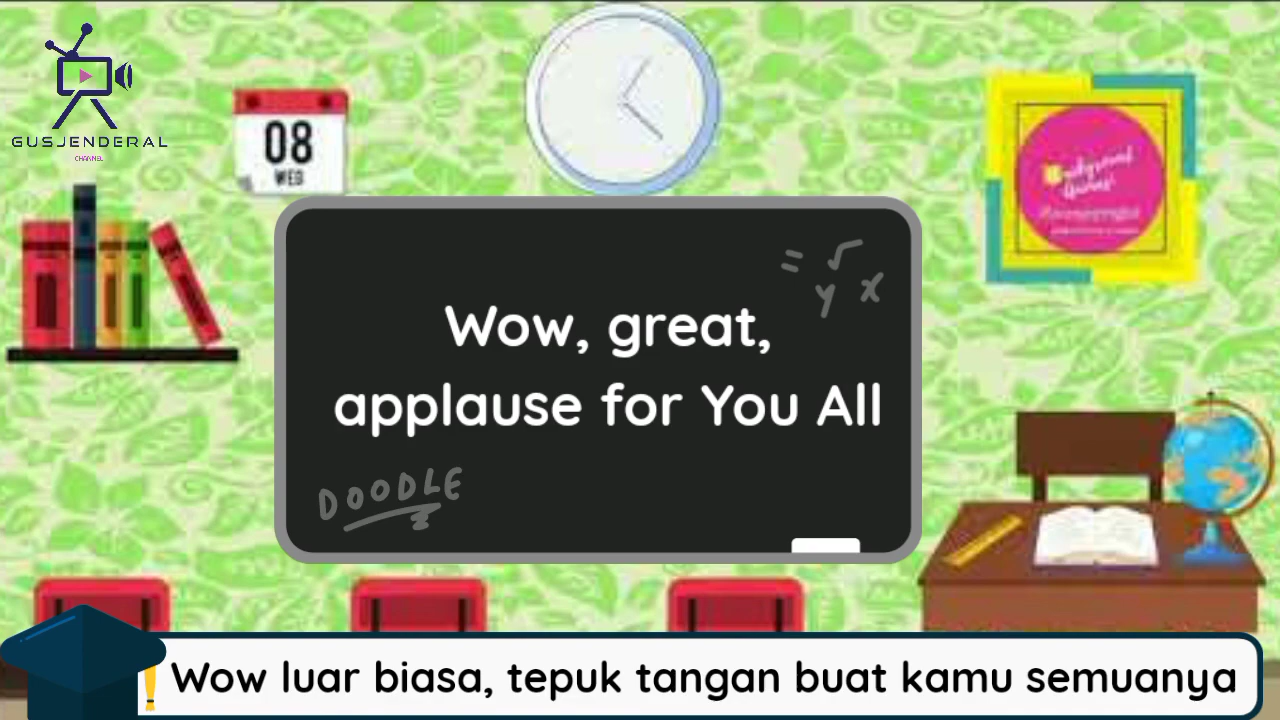 GUSJENDERAL
CHANNEL
08
WED
= √
y x
Wow, great,
applause for You All
DOODLE
Wow luar biasa, tepuk tangan buat kamu semuanya